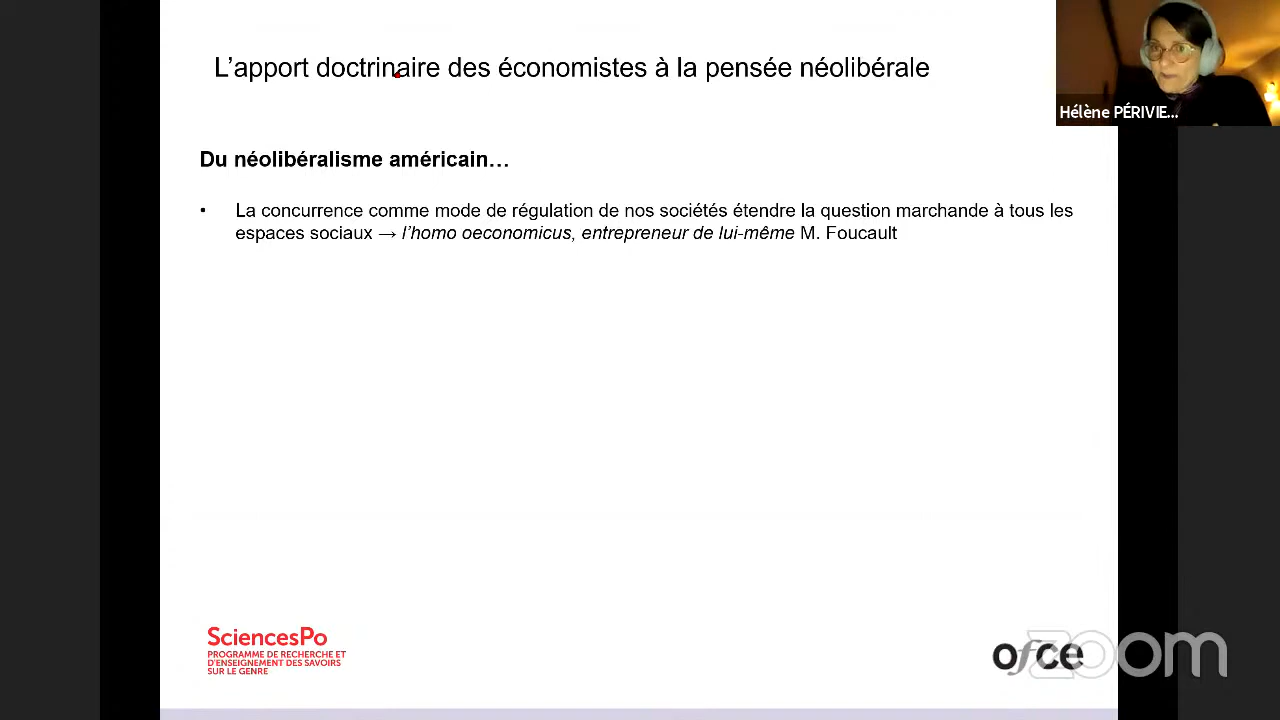 L'apport doctrinaire des économistes à la pensée néolibérale
Hélène PÉRIVIE...
Du néolibéralisme américain…
• La concurrence comme mode de régulation de nos sociétés étendre la question marchande à tous les
espaces sociaux → l'homo oeconomicus, entrepreneur de lui-même M. Foucault
SciencesPo
PROGRAMME DE RECHERCHE ET
D'ENSEIGNEMENT DES SAVOIRS
SUR LE GENRE
ofce
zoom